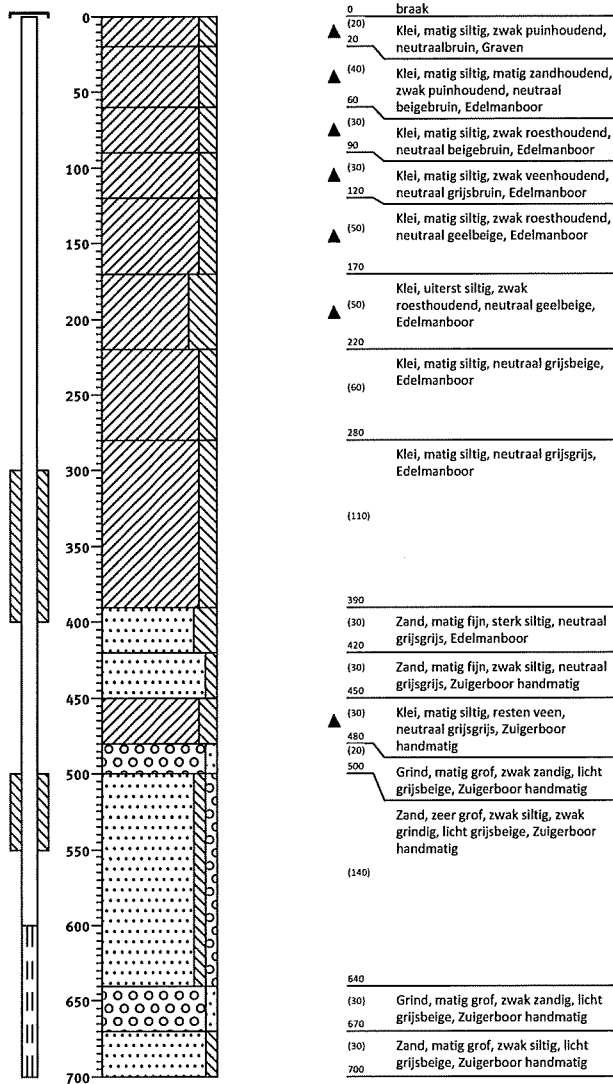 0
50
100
150
200
250
300
350
400
450
500
550
600
650
700
0 braak
(20) Klei, matig siltig, zwak puinhoudend,
20 neutraalbruin, Graven
(40) Klei, matig siltig, matig zandhoudend,
zwak puinhoudend, neutraal
60 beigebruin, Edelmanboor
(30) Klei, matig siltig, zwak roesthoudend,
90 neutraal beigebruin, Edelmanboor
(30) Klei, matig siltig, zwak veenhoudend,
120 neutraal grijsbruin, Edelmanboor
Klei, matig siltig, zwak roesthoudend,
(50) neutraal geelbeige, Edelmanboor
170
Klei, uiterst siltig, zwak
(50) roesthoudend, neutraal geelbeige,
Edelmanboor
220
Klei, matig siltig, neutraal grijsbeige,
(60) Edelmanboor
280
Klei, matig siltig, neutraal grijsgrijs,
Edelmanboor
(110)
390
(30) Zand, matig fijn, sterk siltig, neutraal
420 grijsgrijs, Edelmanboor
(30) Zand, matig fijn, zwak siltig, neutraal
450 grijsgrijs, Zuigerboor handmatig
(30) Klei, matig siltig, resten veen,
neutraal grijsgrijs, Zuigerboor
480 handmatig
(20)
500 Grind, matig grof, zwak zandig, licht
grijsbeige, Zuigerboor handmatig
Zand, zeer grof, zwak siltig, zwak
grindig, licht grijsbeige, Zuigerboor
handmatig
(140)
640
(30) Grind, matig grof, zwak zandig, licht
670 grijsbeige, Zuigerboor handmatig
(30) Zand, matig grof, zwak siltig, licht
700 grijsbeige, Zuigerboor handmatig